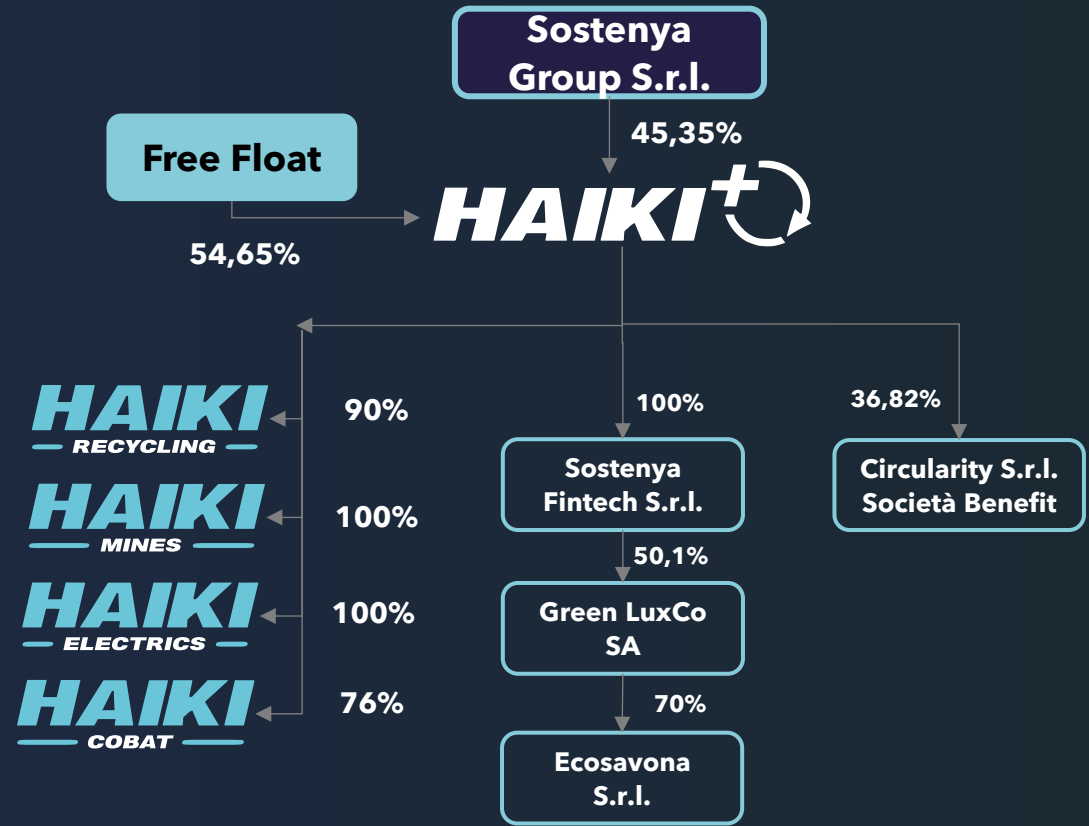 Sostenya
Group S.r.l.
45,35%
Free Float
HAIKI+
54,65%
HAIKI
RECYCLING
90%
HAIKI
MINES
100%
HAIKI
ELECTRICS
100%
HAIKI
COBAT
76%
100%
Sostenya
Fintech S.r.l.
50,1%
Green LuxCo
SA
70%
Ecosavona
S.r.l.
36,82%
Circularity S.r.l.
Società Benefit